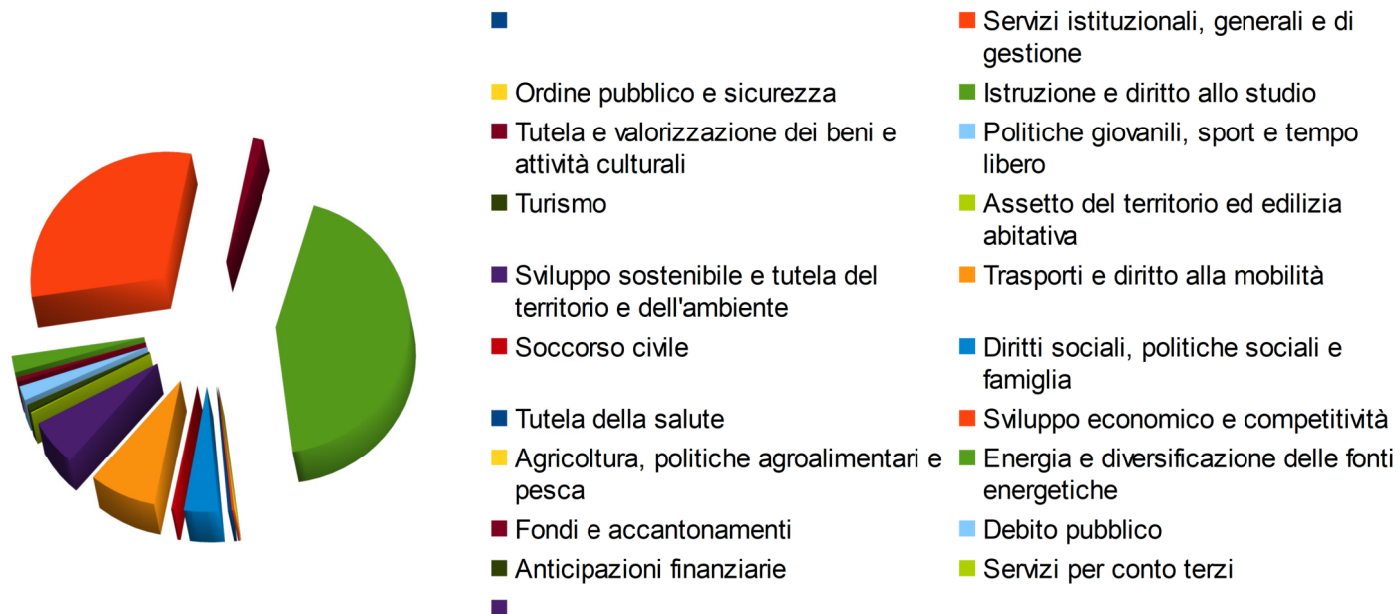 Servizi istituzionali, generali e di
gestione
Ordine pubblico e sicurezza
Istruzione e diritto allo studio
Tutela e valorizzazione dei beni e
attività culturali
Politiche giovanili, sport e tempo
libero
Turismo
Assetto del territorio ed edilizia
abitativa
Sviluppo sostenibile e tutela del
territorio e dell'ambiente
Trasporti e diritto alla mobilità
Soccorso civile
Diritti sociali, politiche sociali e
famiglia
Tutela della salute
Sviluppo economico e competitività
Agricoltura, politiche agroalimentari e
pesca
Energia e diversificazione delle fonti
energetiche
Fondi e accantonamenti
Debito pubblico
Anticipazioni finanziarie
Servizi per conto terzi